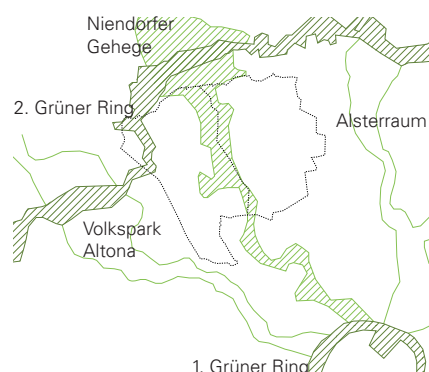 Niendorfer
Gehege
2. Grüner Ring
Alsterraum
Volkspark
Altona
1. Grüner Ring